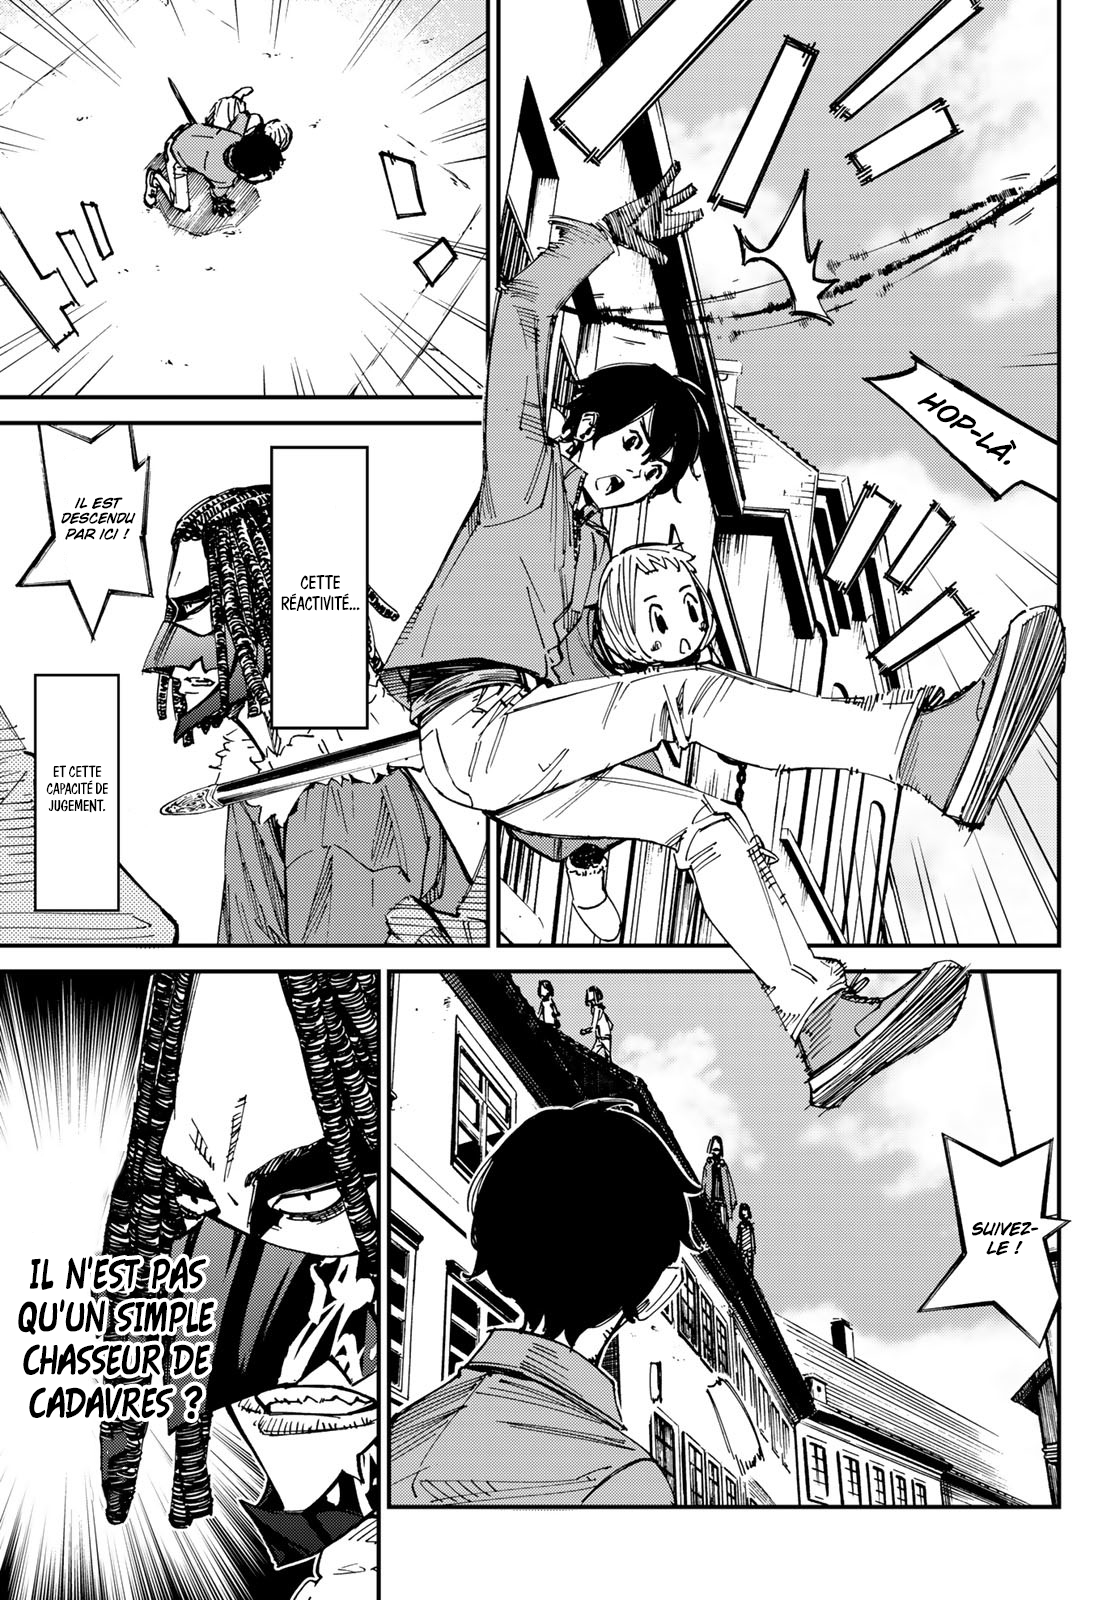 HOP-LÀ.
CETTE
RÉACTIVITÉ...
IL EST
DESCENDU
PAR ICI !
ET CETTE
CAPACITÉ DE
JUGEMENT.
SUIVEZ-
LE !
IL N'EST PAS
QU'UN SIMPLE
CHASSEUR DE
CADAVRES ?